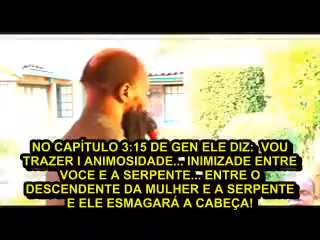 NO CAPÍTULO 3:15 DE GEN ELE DIZ: ¡VOU
TRAZER I ANIMOSIDADE... INIMIZADE ENTRE
VOCE E A SERPENTE... ENTRE O
DESCENDENTE DA MULHER E A SERPENTE
E ELE ESMAGARÁ A CABEÇA!